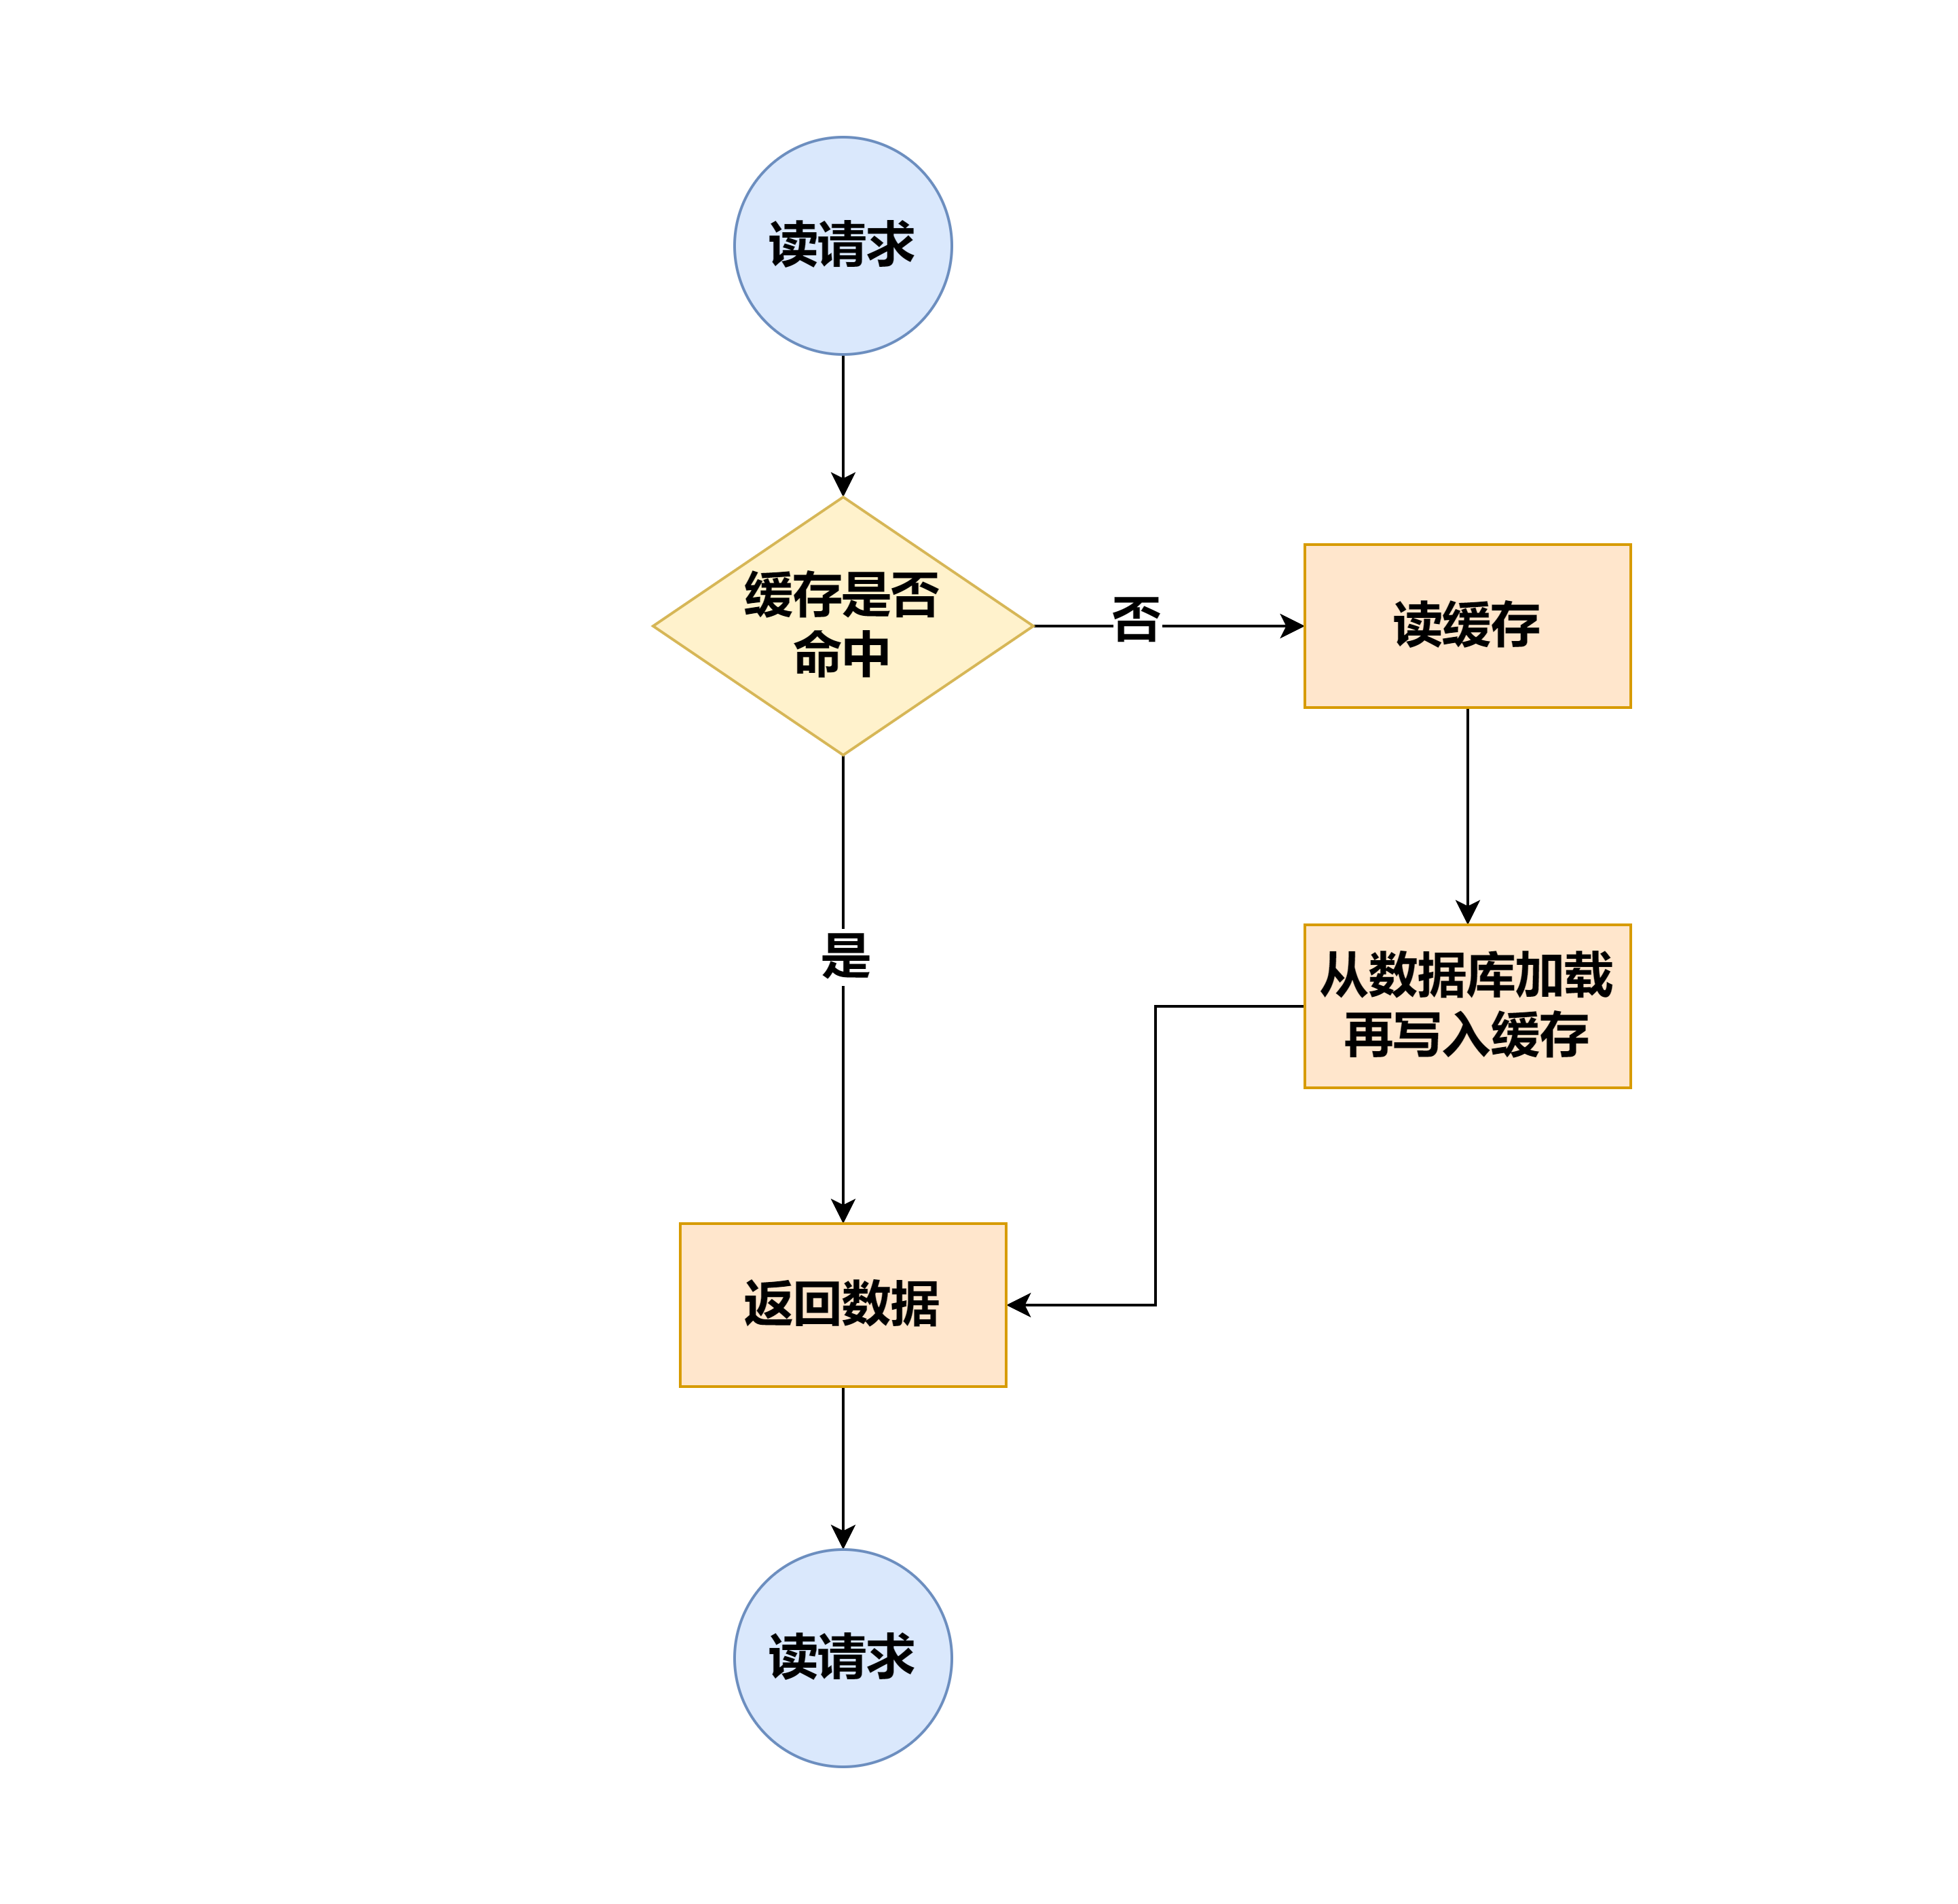 读请求
缓存是否
命中
否
读缓存
是
从数据库加载
再写入缓存
返回数据
读请求